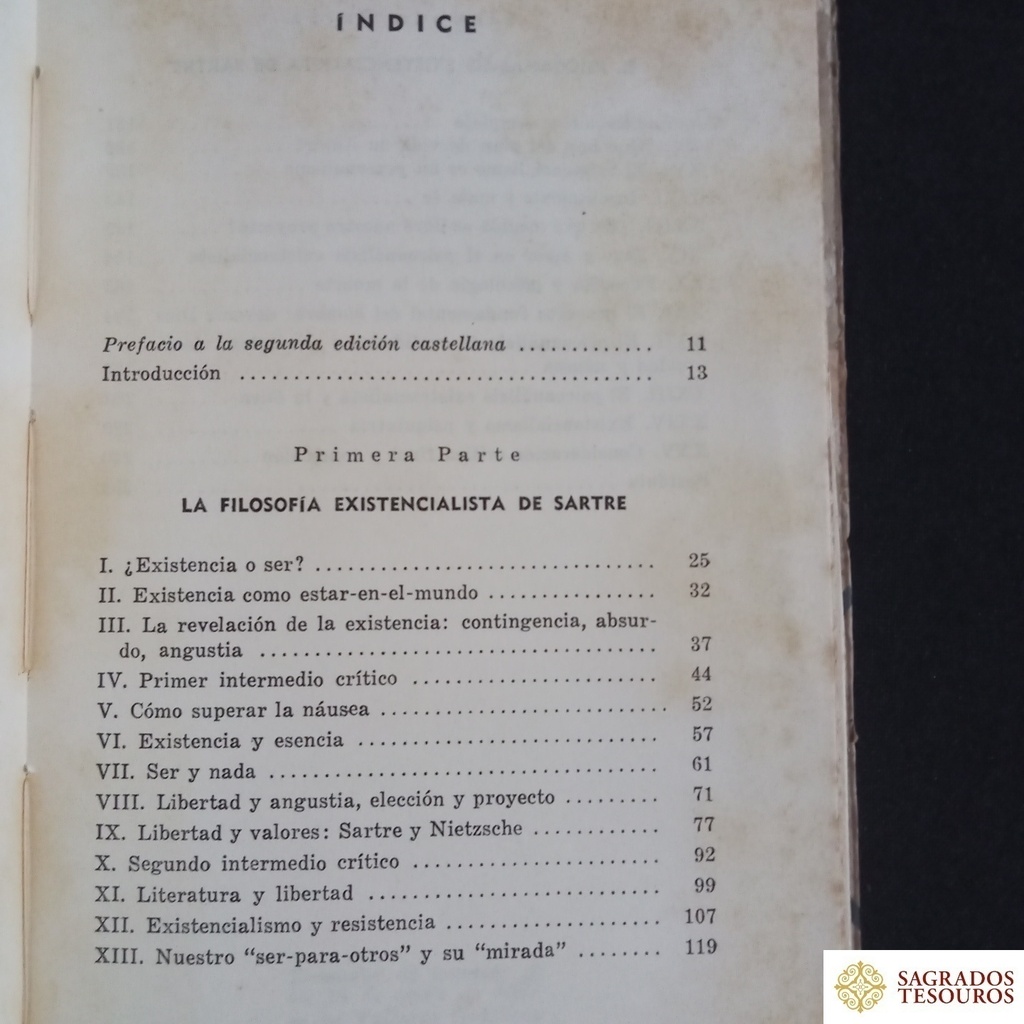 ÍNDICE
Prefacio a la segunda edición castellana ............. 11
Introducción ....................................... 13
Primera Parte
LA FILOSOFÍA EXISTENCIALISTA DE SARTRE
I. ¿Existencia o ser? ................................ 25
II. Existencia como estar-en-el-mundo ................ 32
III. La revelación de la existencia: contingencia, absur-
do, angustia ..................................... 37
IV. Primer intermedio crítico ........................ 44
V. Cómo superar la náusea ........................... 52
VI. Existencia y esencia ............................. 57
VII. Ser y nada ..................................... 61
VIII. Libertad y angustia, elección y proyecto ......... 71
IX. Libertad y valores: Sartre y Nietzsche ............ 77
X. Segundo intermedio crítico ........................ 92
XI. Literatura y libertad ............................ 99
XII. Existencialismo y resistencia .................... 107
XIII. Nuestro "ser-para-otros" y su "mirada" ........ 119
SAGRADOS
TESOUROS